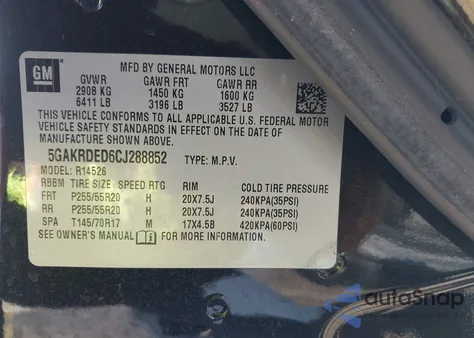 GM
MFD BY GENERAL MOTORS LLC
GVWR GAWR FRT GAWR RR
2908 KG 1450 KG 1600 KG
6411 LB 3196 LB 3527 LB
THIS VEHICLE CONFORMS TO ALL APPLICABLE U.S. FEDERAL MOTOR
VEHICLE SAFETY STANDARDS IN EFFECT ON THE DATE OF
MANUFACTURE SHOWN ABOVE.
5GAKRDED6CJ288852 TYPE: M.P.V.
MODEL: R14526
RBBM TIRE SIZE SPEED RTG RIM COLD TIRE PRESSURE
FRT P255/55R20 H 20X7.5J 240KPA(35PSI)
RR P255/55R20 H 20X7.5J 240KPA(35PSI)
SPA T145/70R17 M 17X4.5B 420KPA(60PSI)
SEE OWNER'S MANUAL FOR MORE INFORMATION.
autoSnap